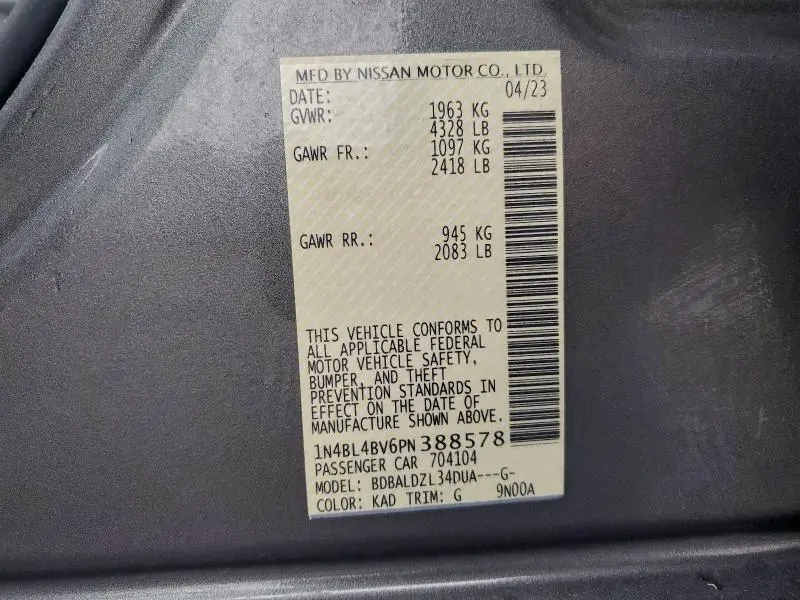 MFD BY NISSAN MOTOR CO., LTD.
DATE: 04/23
GVWR: 1963 KG
4328 LB
GAWR FR.: 1097 KG
2418 LB
GAWR RR.: 945 KG
2083 LB
THIS VEHICLE CONFORMS TO
ALL APPLICABLE FEDERAL
MOTOR VEHICLE SAFETY,
BUMPER, AND THEFT
PREVENTION STANDARDS IN
EFFECT ON THE DATE OF
MANUFACTURE SHOWN ABOVE.
1N4BL4BV6PN388578
PASSENGER CAR 704104
MODEL: BDBALDZL34DUA---G-
COLOR: KAD TRIM: G 9N00A